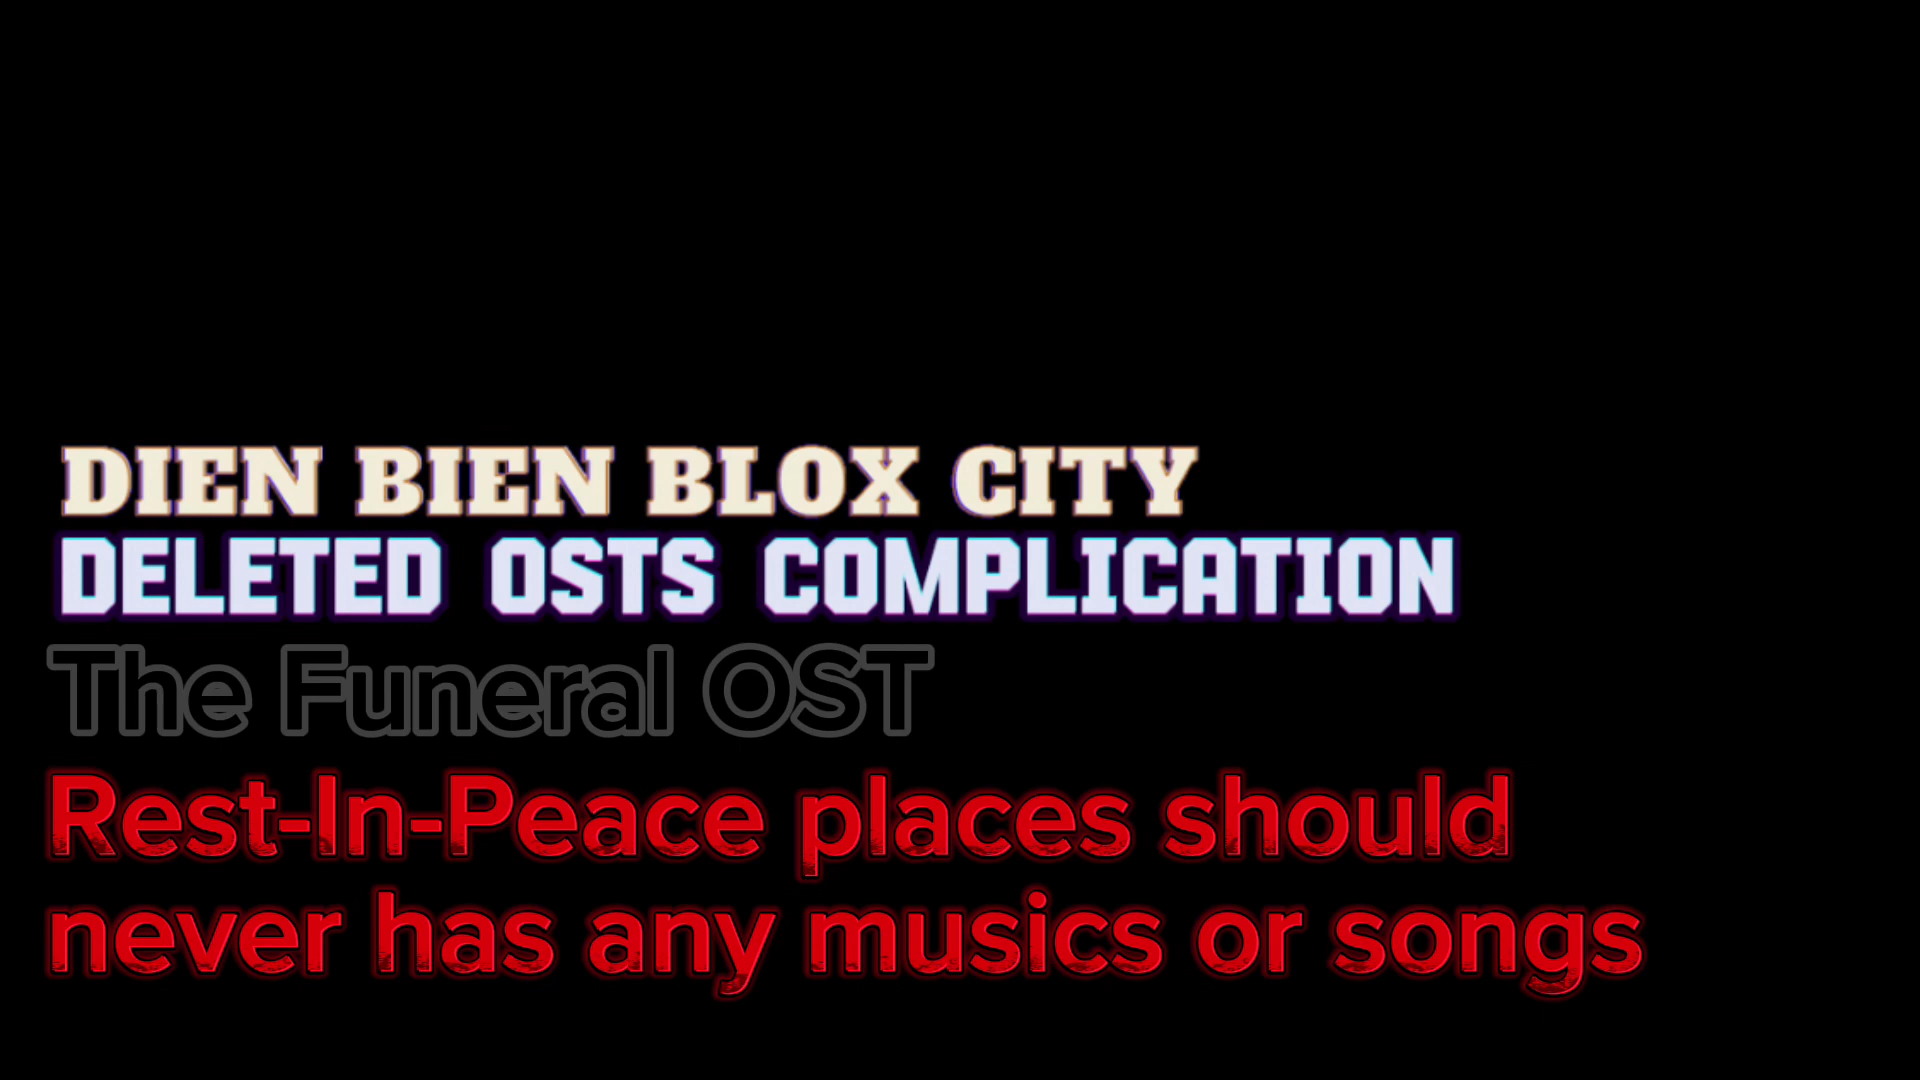 DIEN BIEN BLOX CITY
DELETED OSTS COMPLICATION
The Funeral OST
Rest-In-Peace places should
never has any musics or songs